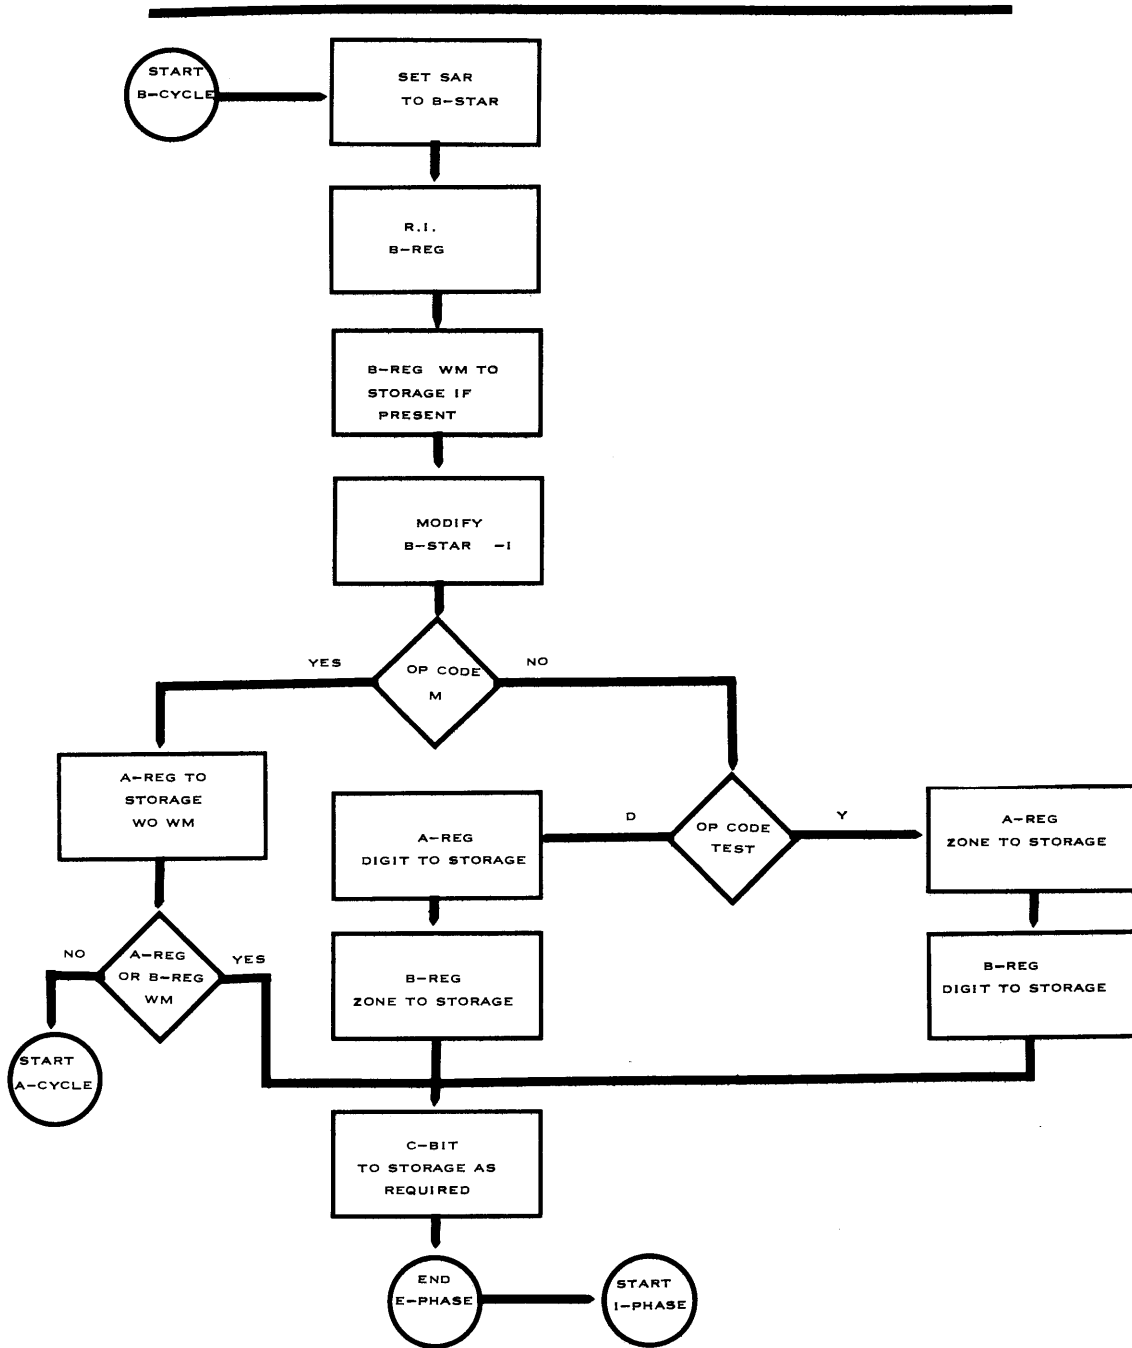 START
B-CYCLE
SET SAR
TO B-STAR
R.I.
B-REG
B-REG WM TO
STORAGE IF
PRESENT
MODIFY
B-STAR -1
OP CODE
M
YES
NO
A-REG TO
STORAGE
WO WM
A-REG
DIGIT TO STORAGE
D
OP CODE
TEST
Y
A-REG
ZONE TO STORAGE
NO
A-REG
OR B-REG
WM
YES
B-REG
ZONE TO STORAGE
B-REG
DIGIT TO STORAGE
START
A-CYCLE
C-BIT
TO STORAGE AS
REQUIRED
END
E-PHASE
START
I-PHASE